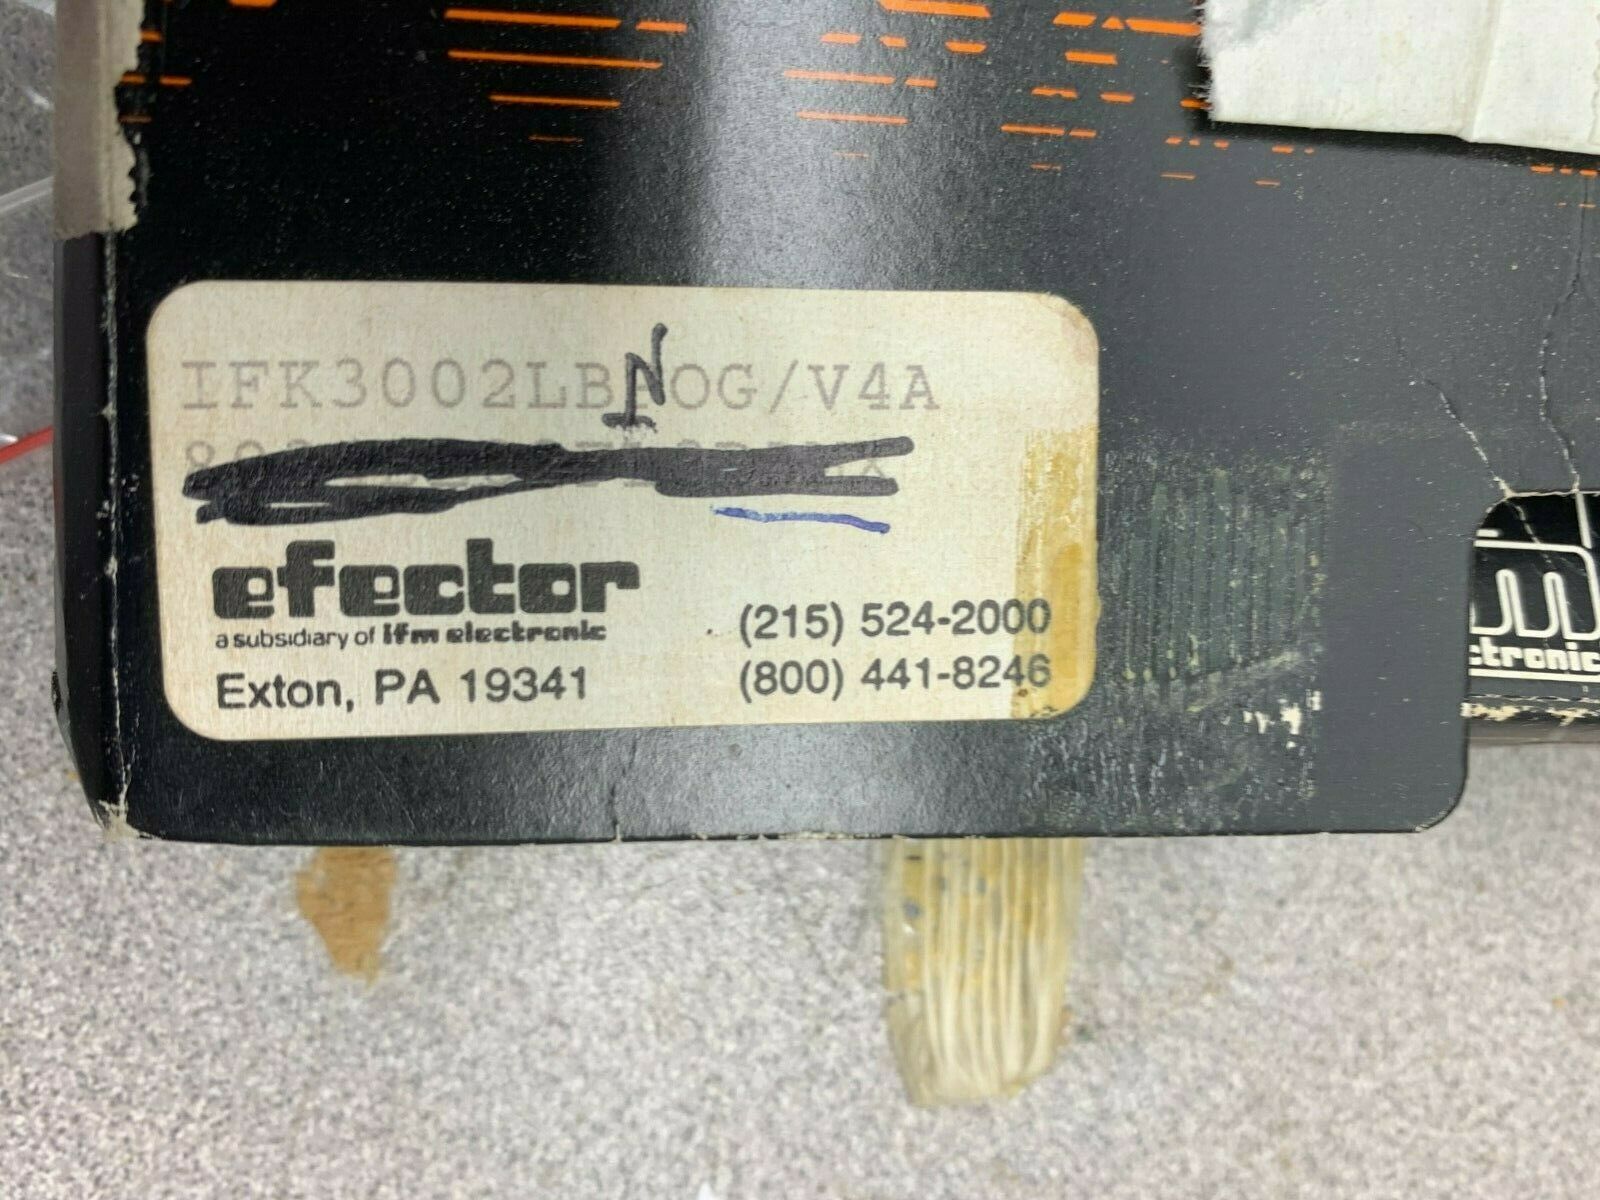 IFK3002LBNOG/V4A
efector
a subsidiary of ifm electronic
Exton, PA 19341
(215) 524-2000
(800) 441-8246